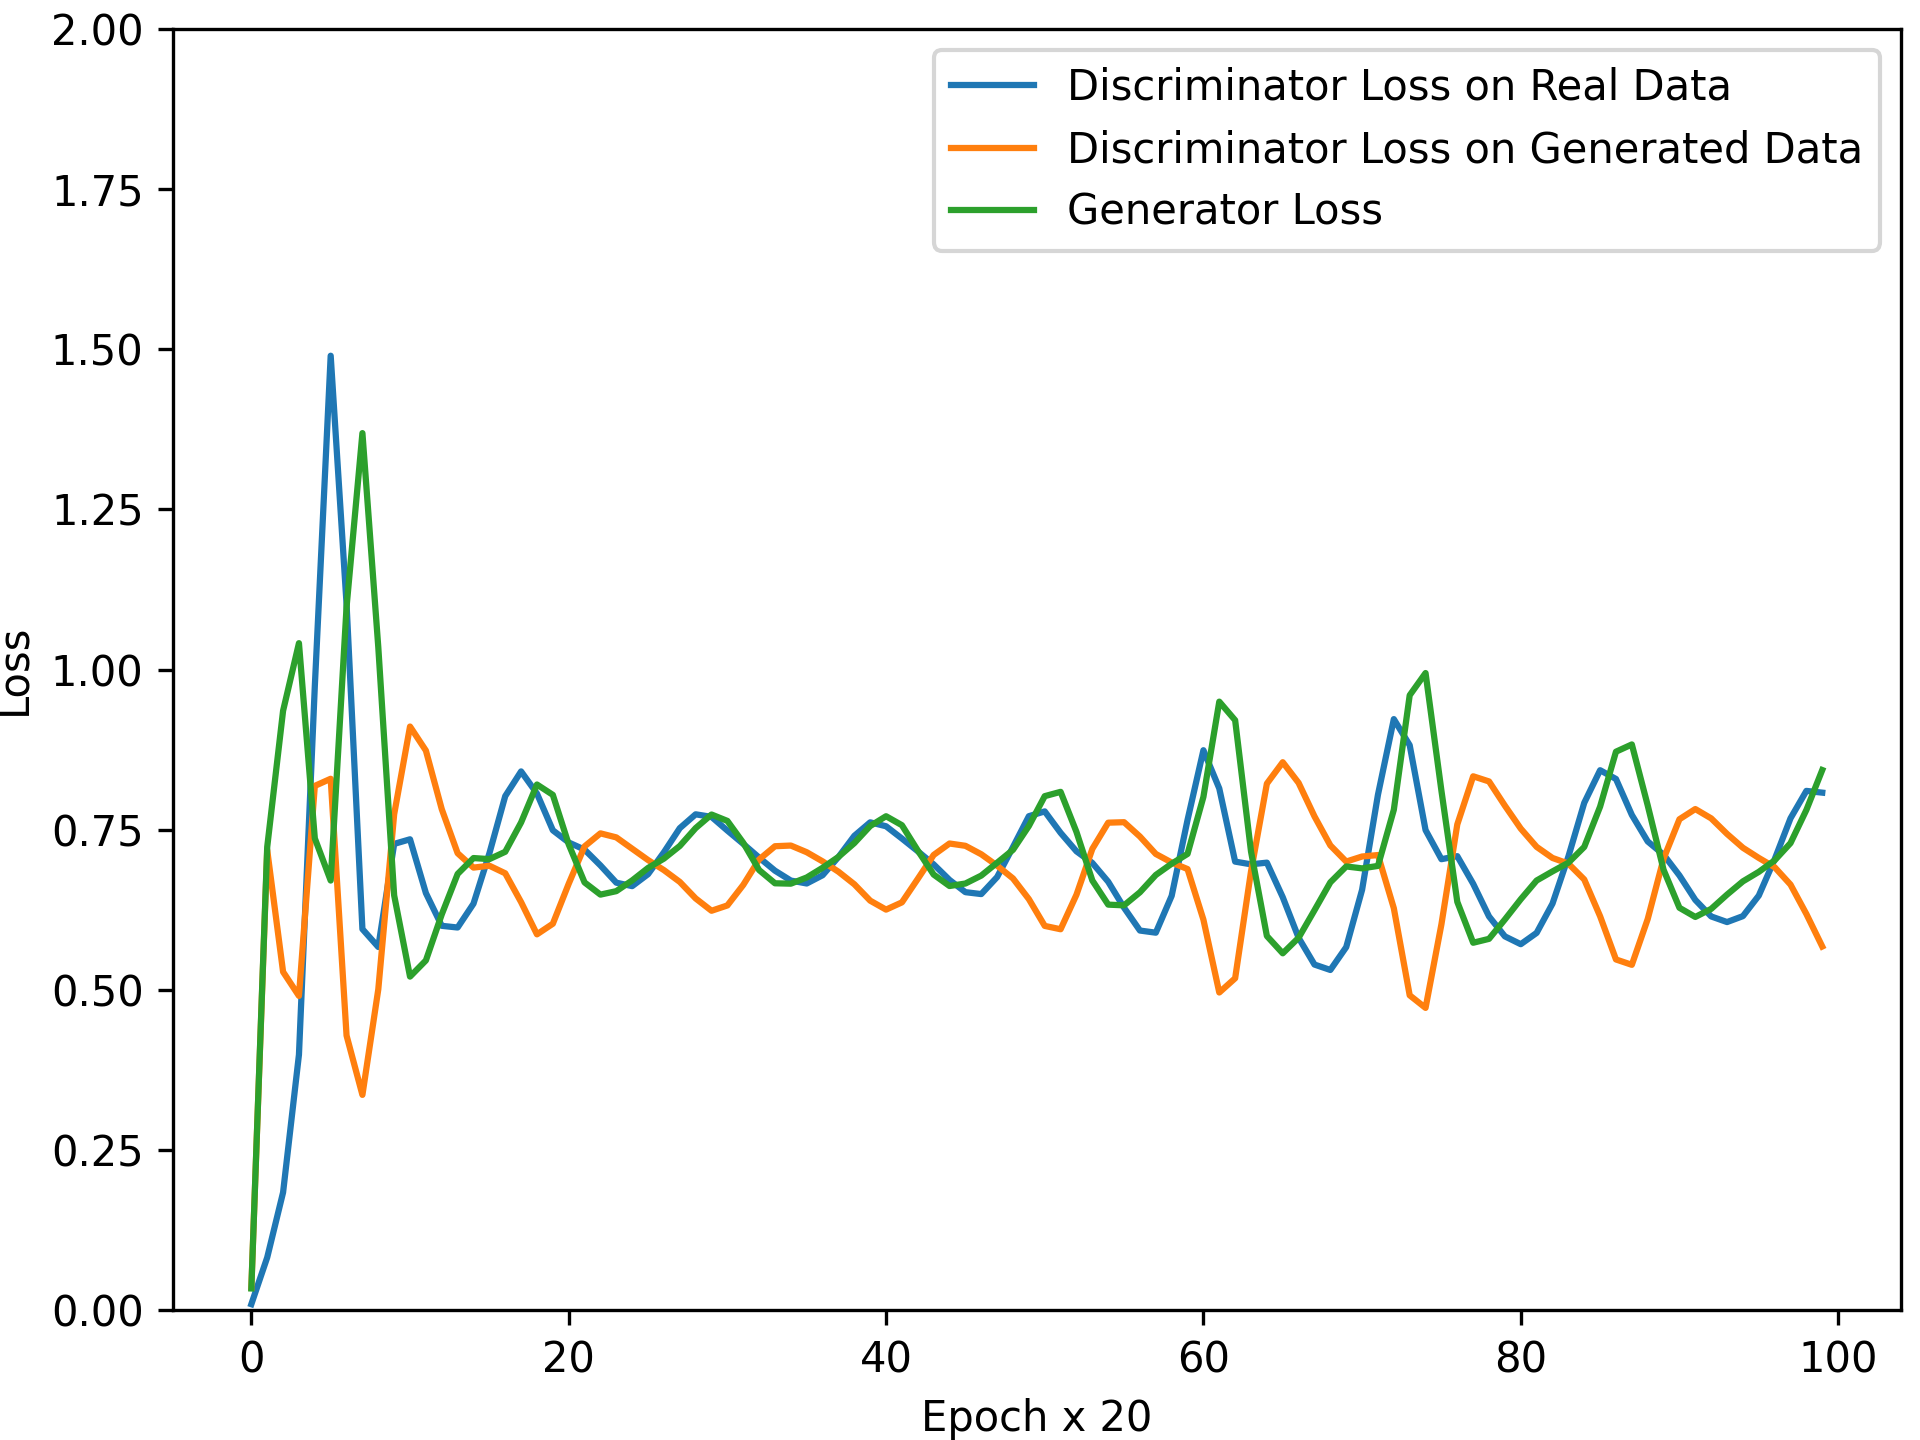 2.00
1.75
1.50
1.25
1.00
0.75
0.50
0.25
0.00
Loss
Discriminator Loss on Real Data
Discriminator Loss on Generated Data
Generator Loss
0 20 40 60 80 100
Epoch x 20